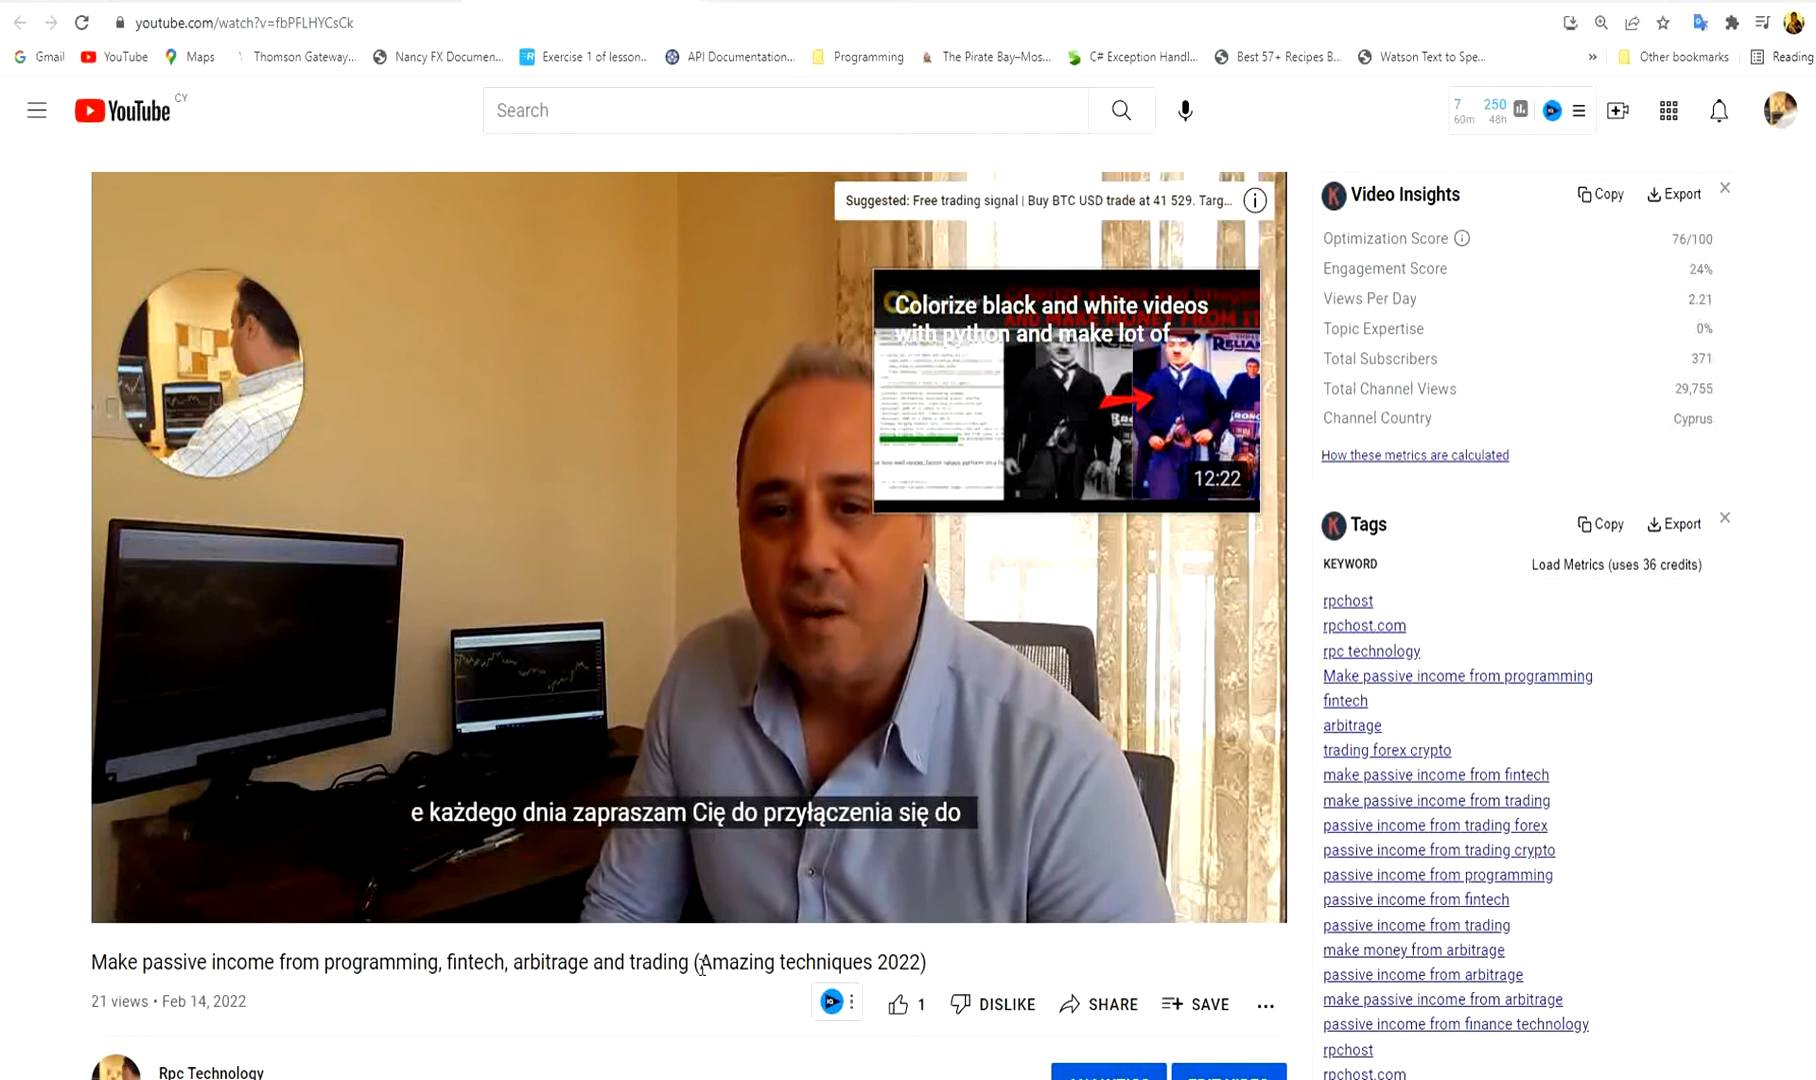 youtube.com/watch?v=fbPFLHYCsCk
Gmail
YouTube
Maps
Thomson Gateway...
Nancy FX Documen...
Exercise 1 of lesson...
API Documentation...
Programming
The Pirate Bay–Mos...
C# Exception Handl...
Best 57+ Recipes B...
Watson Text to Spe...
»
Other bookmarks
Reading
YouTube CY
Search
7 250
60m 48h
Suggested: Free trading signal | Buy BTC USD trade at 41 529. Targ...
Colorize black and white videos
with python and make lot of...
12:22
e każdego dnia zapraszam Cię do przyłączenia się do
Make passive income from programming, fintech, arbitrage and trading (Amazing techniques 2022)
21 views • Feb 14, 2022
1
DISLIKE
SHARE
SAVE
Rpc Technology
Video Insights
Copy
Export
Optimization Score 76/100
Engagement Score 24%
Views Per Day 2.21
Topic Expertise 0%
Total Subscribers 371
Total Channel Views 29,755
Channel Country Cyprus
How these metrics are calculated
Tags
Copy
Export
KEYWORD Load Metrics (uses 36 credits)
rpchost
rpchost.com
rpc technology
Make passive income from programming
fintech
arbitrage
trading forex crypto
make passive income from fintech
make passive income from trading
passive income from trading forex
passive income from trading crypto
passive income from programming
passive income from fintech
passive income from trading
make money from arbitrage
passive income from arbitrage
make passive income from arbitrage
passive income from finance technology
rpchost
rpchost.com